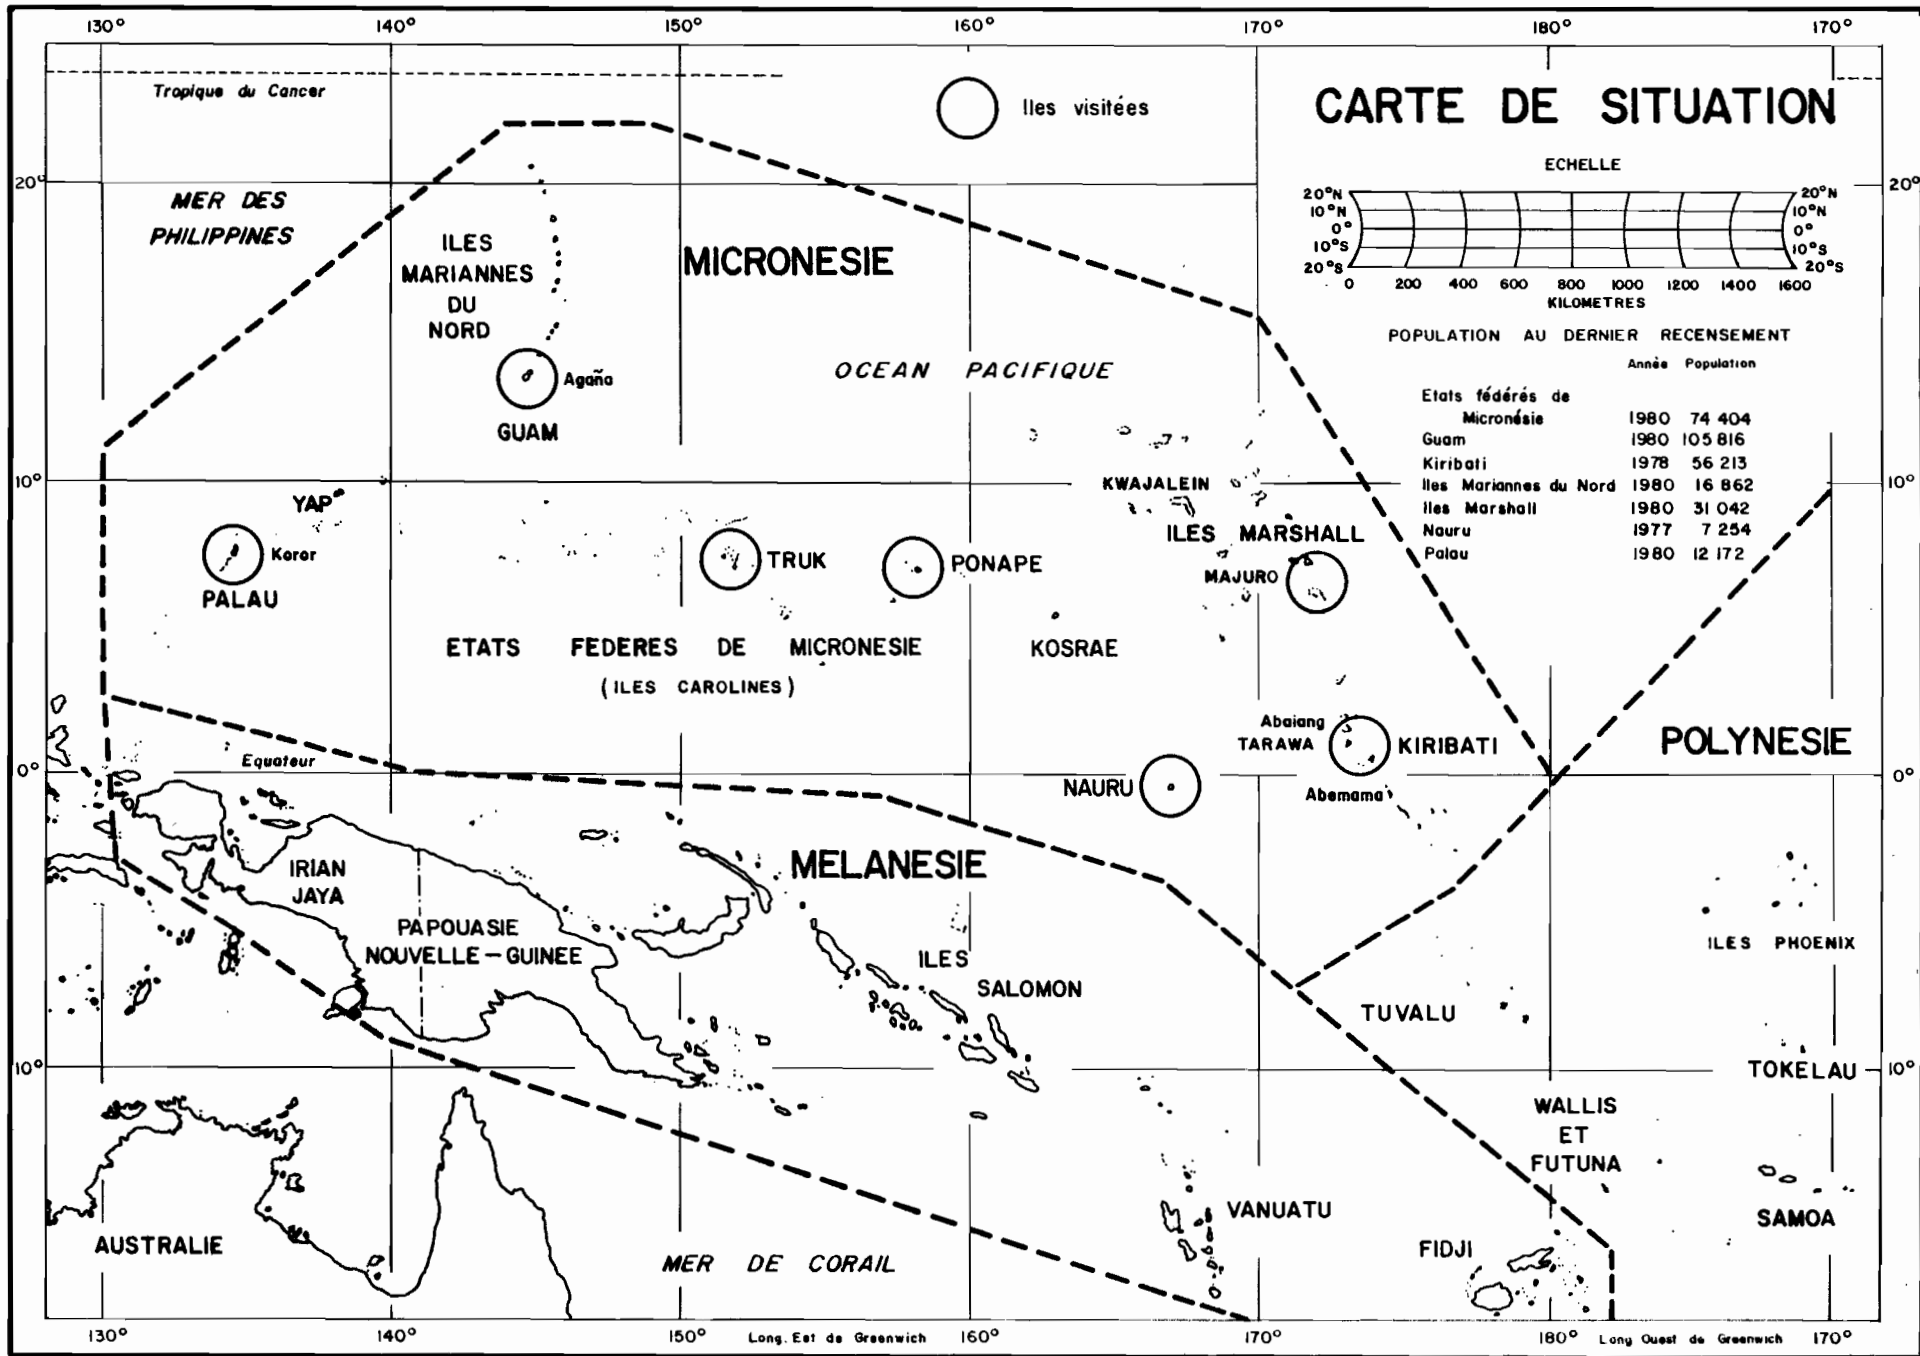 130° 140° 150° 160° 170° 180° 170°
Tropique du Cancer
Iles visitées
CARTE DE SITUATION
ECHELLE
20°N 20°N
10°N 10°N
0° 0°
10°S 10°S
20°S 20°S
0 200 400 600 800 1000 1200 1400 1600
KILOMETRES
20° 20°
MER DES
PHILIPPINES
ILES
MARIANNES
DU
NORD
MICRONESIE
POPULATION AU DERNIER RECENSEMENT
Année Population
Etats fédérés de
Micronésie 1980 74 404
Guam 1980 105 816
Kiribati 1978 56 213
Iles Mariannes du Nord 1980 16 862
Iles Marshall 1980 31 042
Nauru 1977 7 254
Palau 1980 12 172
OCEAN PACIFIQUE
Agaña
GUAM
10° 10°
YAP
KWAJALEIN
ILES MARSHALL
Koror
PALAU
TRUK
PONAPE
MAJURO
ETATS FEDERES DE MICRONESIE
(ILES CAROLINES)
KOSRAE
Abaiang
TARAWA
KIRIBATI
POLYNESIE
Equateur
0° 0°
NAURU
Abemama
MELANESIE
IRIAN
JAYA
PAPOUASIE
NOUVELLE-GUINEE
ILES
SALOMON
ILES PHOENIX
TUVALU
10° 10°
TOKELAU
WALLIS
ET
FUTUNA
VANUATU
SAMOA
AUSTRALIE
MER DE CORAIL
FIDJI
130° 140° 150° Long. Est de Greenwich 160° 170° 180° Long Ouest de Greenwich 170°